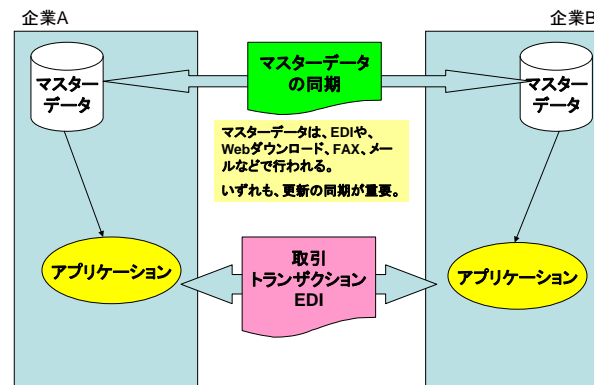 企業A
企業B
マスター
データ
マスターデータ
の同期
マスター
データ
マスターデータは、EDIや、
Webダウンロード、FAX、メー
ルなどで行われる。
いずれも、更新の同期が重要。
アプリケーション
取引
トランザクション
EDI
アプリケーション